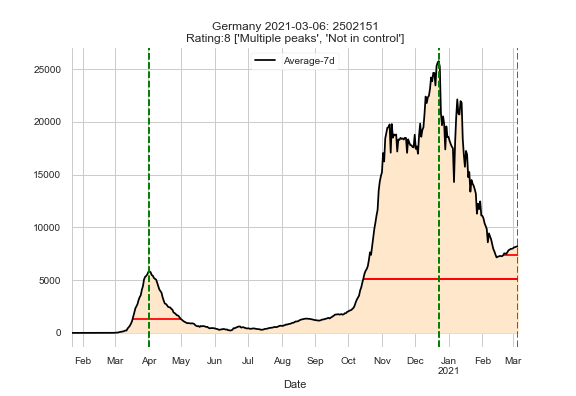 Germany 2021-03-06: 2502151
Rating:8 ['Multiple peaks', 'Not in control']
Average-7d
25000
20000
15000
10000
5000
0
Feb Mar Apr May Jun Jul Aug Sep Oct Nov Dec Jan Feb Mar
2021
Date